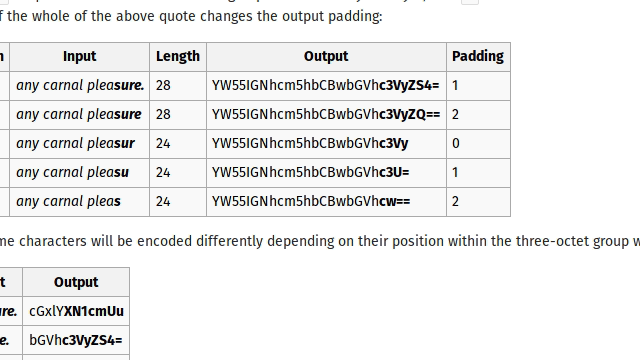 f the whole of the above quote changes the output padding:
Input Length Output Padding
any carnal pleasure. 28 YW55IGNhcm5hbCBwbGVhc3VyZS4= 1
any carnal pleasure 28 YW55IGNhcm5hbCBwbGVhc3VyZQ== 2
any carnal pleasur 24 YW55IGNhcm5hbCBwbGVhc3Vy 0
any carnal pleasu 24 YW55IGNhcm5hbCBwbGVhc3U= 1
any carnal pleas 24 YW55IGNhcm5hbCBwbGVhcw== 2
me characters will be encoded differently depending on their position within the three-octet group w
t Output
ure. cGxlYXN1cmUu
e. bGVhc3VyZS4=